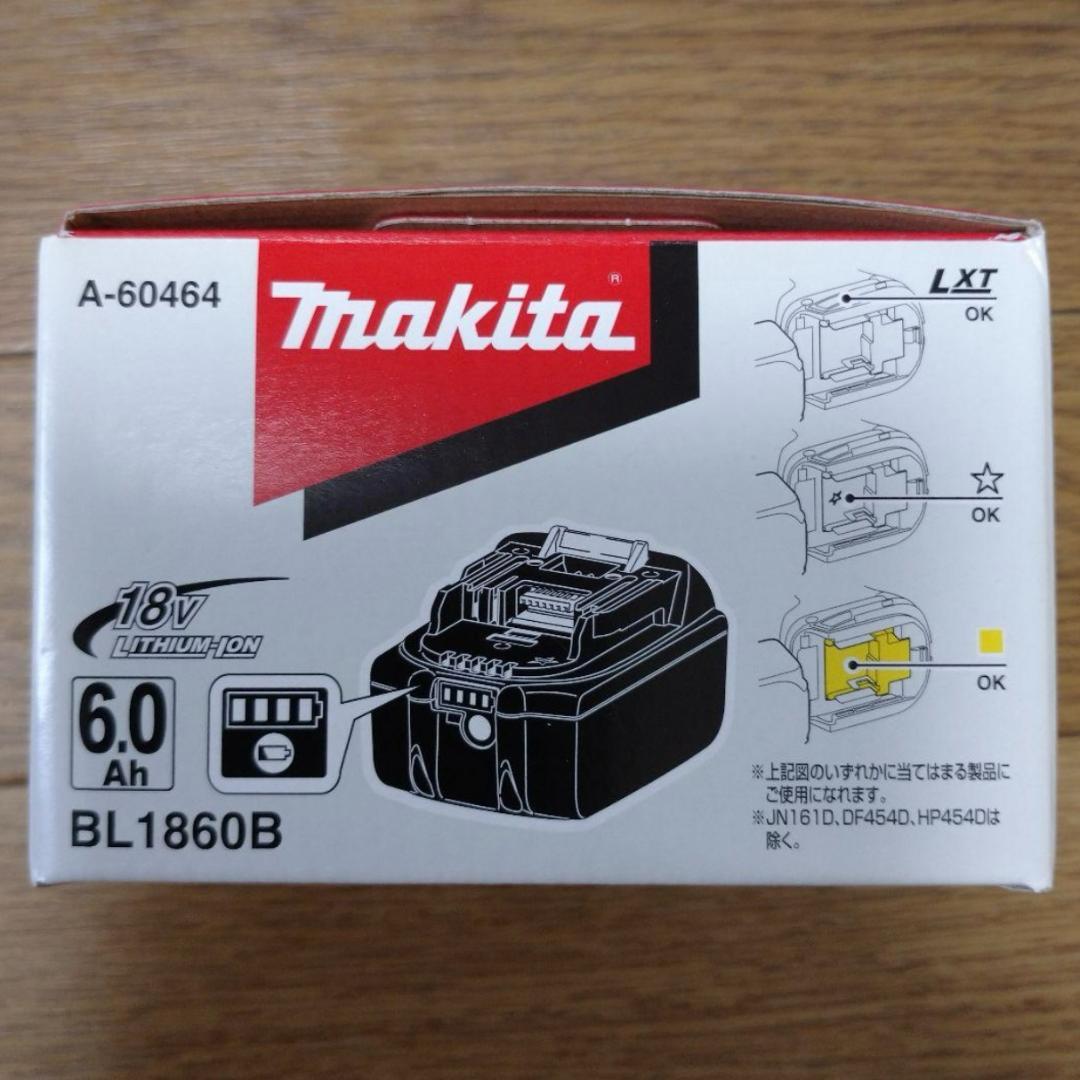 A-60464
makita®
LXT
OK
☆
OK
OK
18V
LITHIUM-ION
6.0
Ah
BL1860B
※上記図のいずれかに当てはまる製品に
ご使用になれます。
※JN161D、DF454D、HP454Dは
除く。